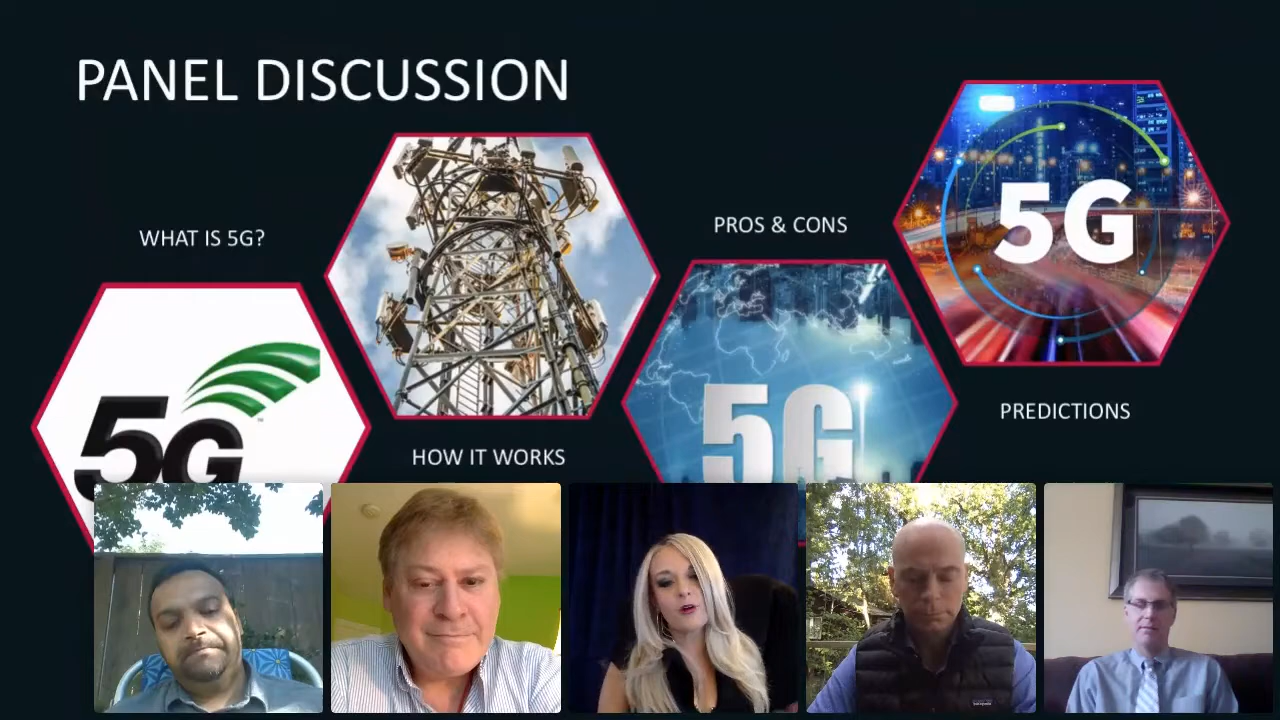 PANEL DISCUSSION
WHAT IS 5G?
5G
HOW IT WORKS
PROS & CONS
5G
5G
PREDICTIONS